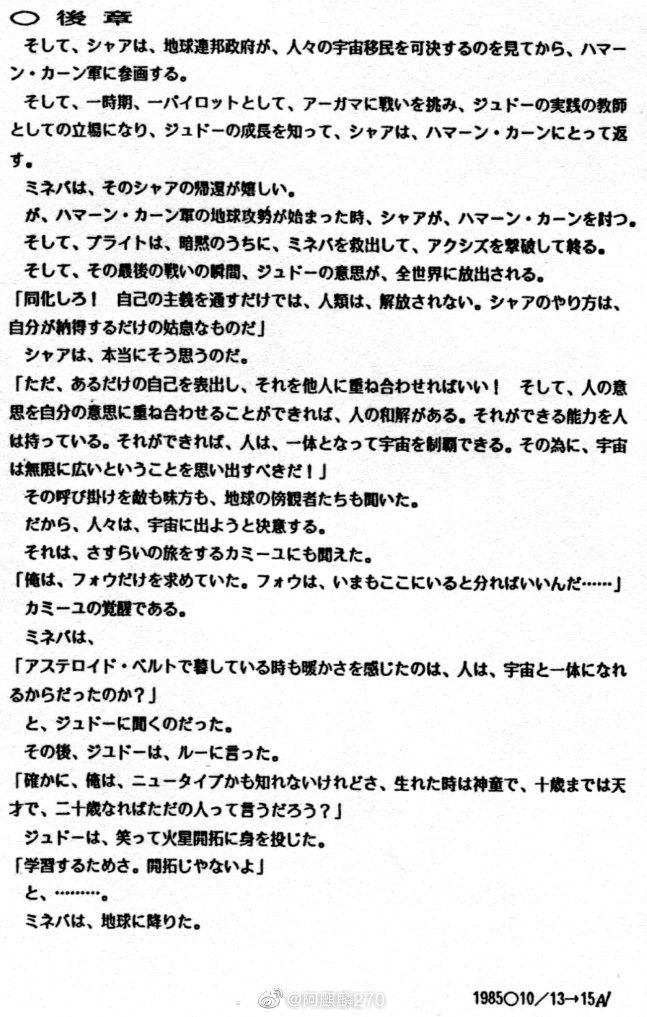 〇 後 章
そして、シャアは、地球連邦政府が、人々の宇宙移民を可決するのを見てから、ハマー
ン・カーン軍に参画する。
そして、一時期、一パイロットとして、アーガマに戦いを挑み、ジュドーの実践の教師
としての立場になり、ジュドーの成長を知って、シャアは、ハマーン・カーンにとって返
す。
ミネバは、そのシャアの帰還が嬉しい。
が、ハマーン・カーン軍の地球攻勢が始まった時、シャアが、ハマーン・カーンを討つ。
そして、ブライトは、暗黙のうちに、ミネバを救出して、アクシズを撃破して終る。
そして、その最後の戦いの瞬間、ジュドーの意思が、全世界に放出される。
「同化しろ！　自己の主義を通すだけでは、人類は、解放されない。シャアのやり方は、
自分が納得するだけの姑息なものだ」
シャアは、本当にそう思うのだ。
「ただ、あるだけの自己を表出し、それを他人に重ね合わせればいい！　そして、人の意
思を自分の意思に重ね合わせることができれば、人の和解がある。それができる能力を人
は持っている。それができれば、人は、一体となって宇宙を制覇できる。その為に、宇宙
は無限に広いということを思い出すべきだ！」
その呼び掛けを敵も味方も、地球の傍観者たちも聞いた。
だから、人々は、宇宙に出ようと決意する。
それは、さすらいの旅をするカミーユにも聞えた。
「俺は、フォウだけを求めていた。フォウは、いまもここにいると分ればいいんだ……」
カミーユの覚醒である。
ミネバは、
「アステロイド・ベルトで暮している時も暖かさを感じたのは、人は、宇宙と一体になれ
るからだったのか？」
と、ジュドーに聞くのだった。
その後、ジュドーは、ルーに言った。
「確かに、俺は、ニュータイプかも知れないけれどさ、生れた時は神童で、十歳までは天
才で、二十歳なればただの人って言うだろう？」
ジュドーは、笑って火星開拓に身を投じた。
「学習するためさ。開拓じゃないよ」
と、………。
ミネバは、地球に降りた。
1985〇10／13→15
@阿麒麟270